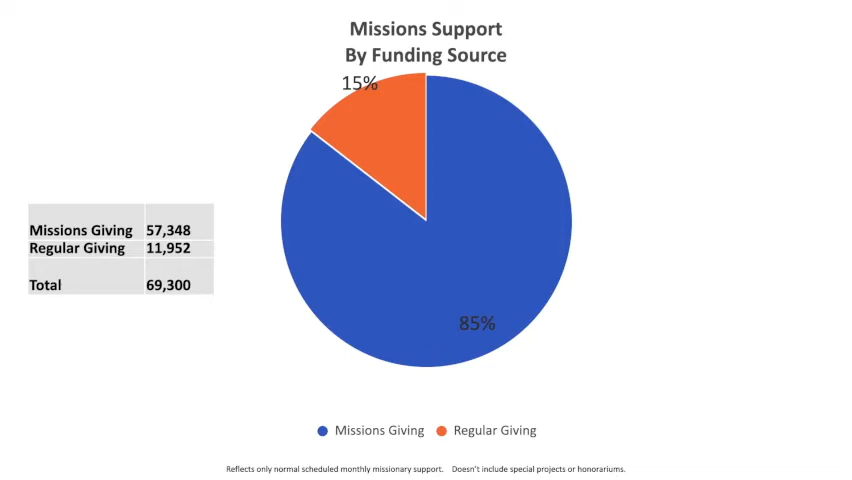 Missions Support
By Funding Source
15%
Missions Giving 57,348
Regular Giving 11,952
Total 69,300
85%
Missions Giving Regular Giving
Reflects only normal scheduled monthly missionary support. Doesn't include special projects or honorariums.